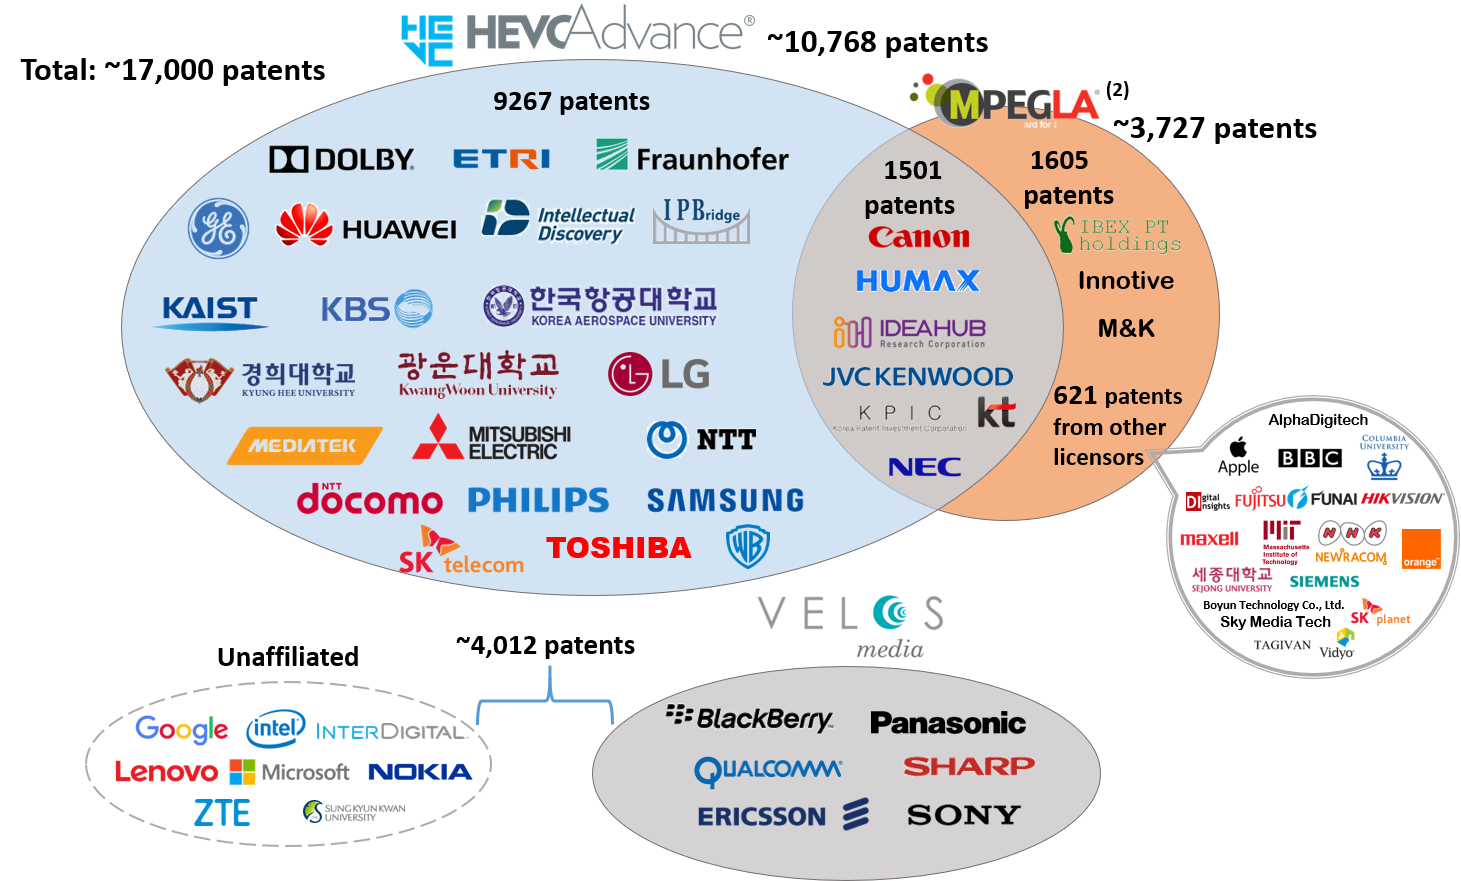 HEVCAdvance®
~10,768 patents
Total: ~17,000 patents
9267 patents
MPEGLA (2)
~3,727 patents
DOLBY
ETRI
Fraunhofer
1501
patents
1605
patents
GE
HUAWEI
Intellectual
Discovery
IPBridge
Canon
IBEX PT
holdings
HUMAX
Innotive
KAIST
KBS
한국항공대학교
KOREA AEROSPACE UNIVERSITY
IDEAHUB
Research Corporation
M&K
경희대학교
KYUNG HEE UNIVERSITY
광운대학교
KwangWoon University
LG
JVCKENWOOD
KPIC
Korea Patent Investment Corporation
kt
621 patents
from other
licensors
MEDIATEK
MITSUBISHI
ELECTRIC
NTT
NEC
NTT
döcomo
PHILIPS
SAMSUNG
SK telecom
TOSHIBA
WB
AlphaDigitech
Apple
BBC
COLUMBIA
UNIVERSITY
Digital
Insights
FUJITSU
FUNAI
HIKVISION
maxell
MIT
Massachusetts
Institute of
Technology
NHK
NEWRACOM
orange
세종대학교
SEJONG UNIVERSITY
SIEMENS
Boyun Technology Co., Ltd.
Sky Media Tech
SK planet
TAGIVAN
Vidyo
VELOS
media
~4,012 patents
Unaffiliated
Google
intel
INTERDIGITAL
Lenovo
Microsoft
NOKIA
ZTE
SUNG KYUN KWAN
UNIVERSITY
BlackBerry
Panasonic
QUALCOMM
SHARP
ERICSSON
SONY